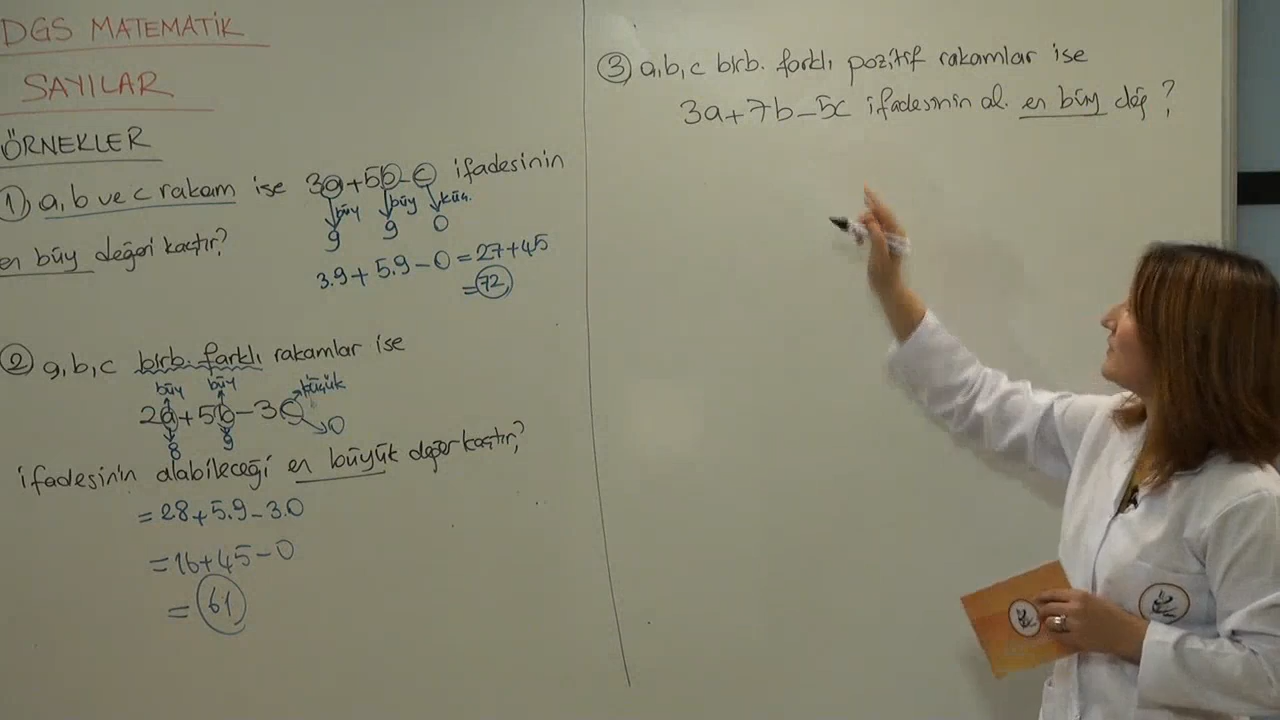 DGS MATEMATİK
SAYILAR
ÖRNEKLER
1) a, b ve c rakam ise 3a+5b-c ifadesinin
büy büy küç.
9 9 0
en büy değeri kaçtır?
3.9+5.9-0=27+45
=72
2 a,b,c birb. farklı rakamlar ise
büy büy küçük
2a+5b-3c
8 9 0
ifadesinin alabileceği en büyük değer kaçtır?
=28+5.9-3.0
=16+45-0
=61
3) a,b,c birb. farklı pozitif rakamlar ise
3a+7b-5c ifadesinin al. en büy değ?